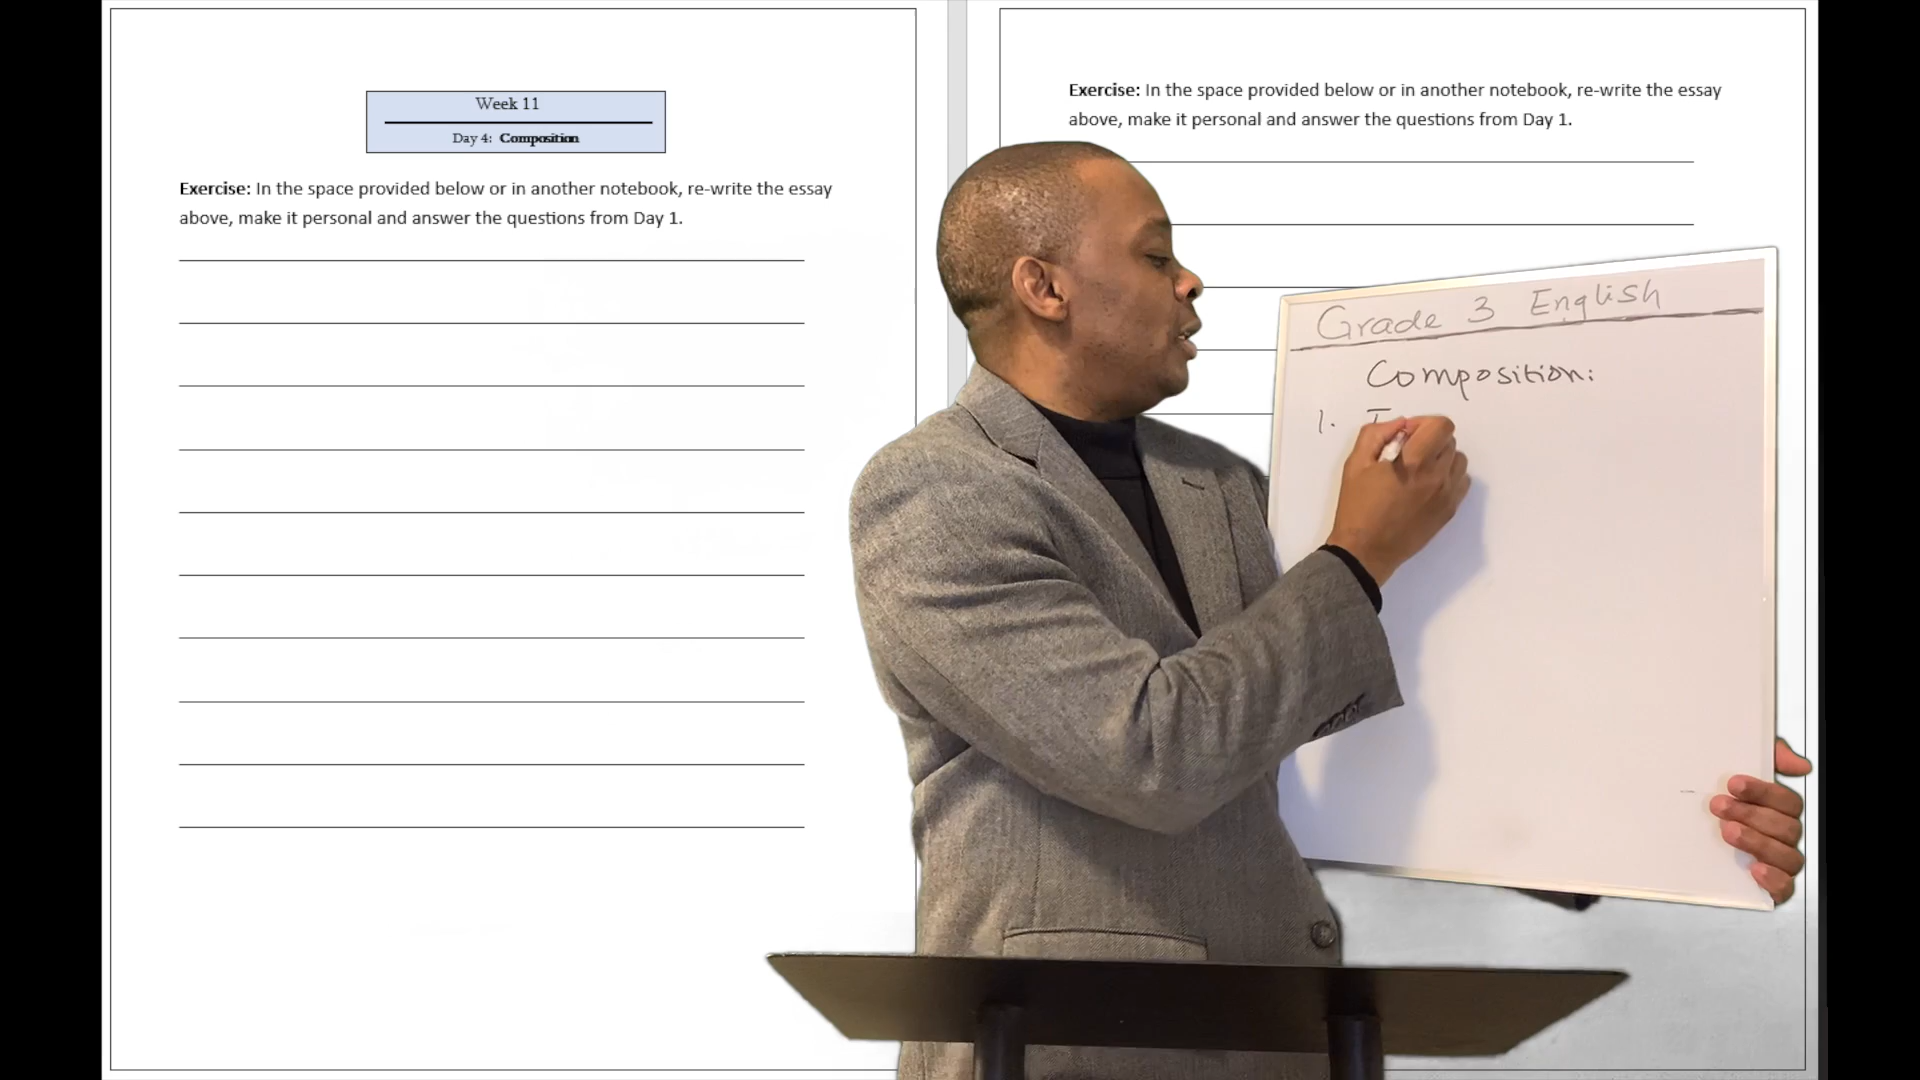 Week 11
Day 4: Composition
Exercise: In the space provided below or in another notebook, re-write the essay
above, make it personal and answer the questions from Day 1.
Exercise: In the space provided below or in another notebook, re-write the essay
above, make it personal and answer the questions from Day 1.
Grade 3 English
Composition:
1. I